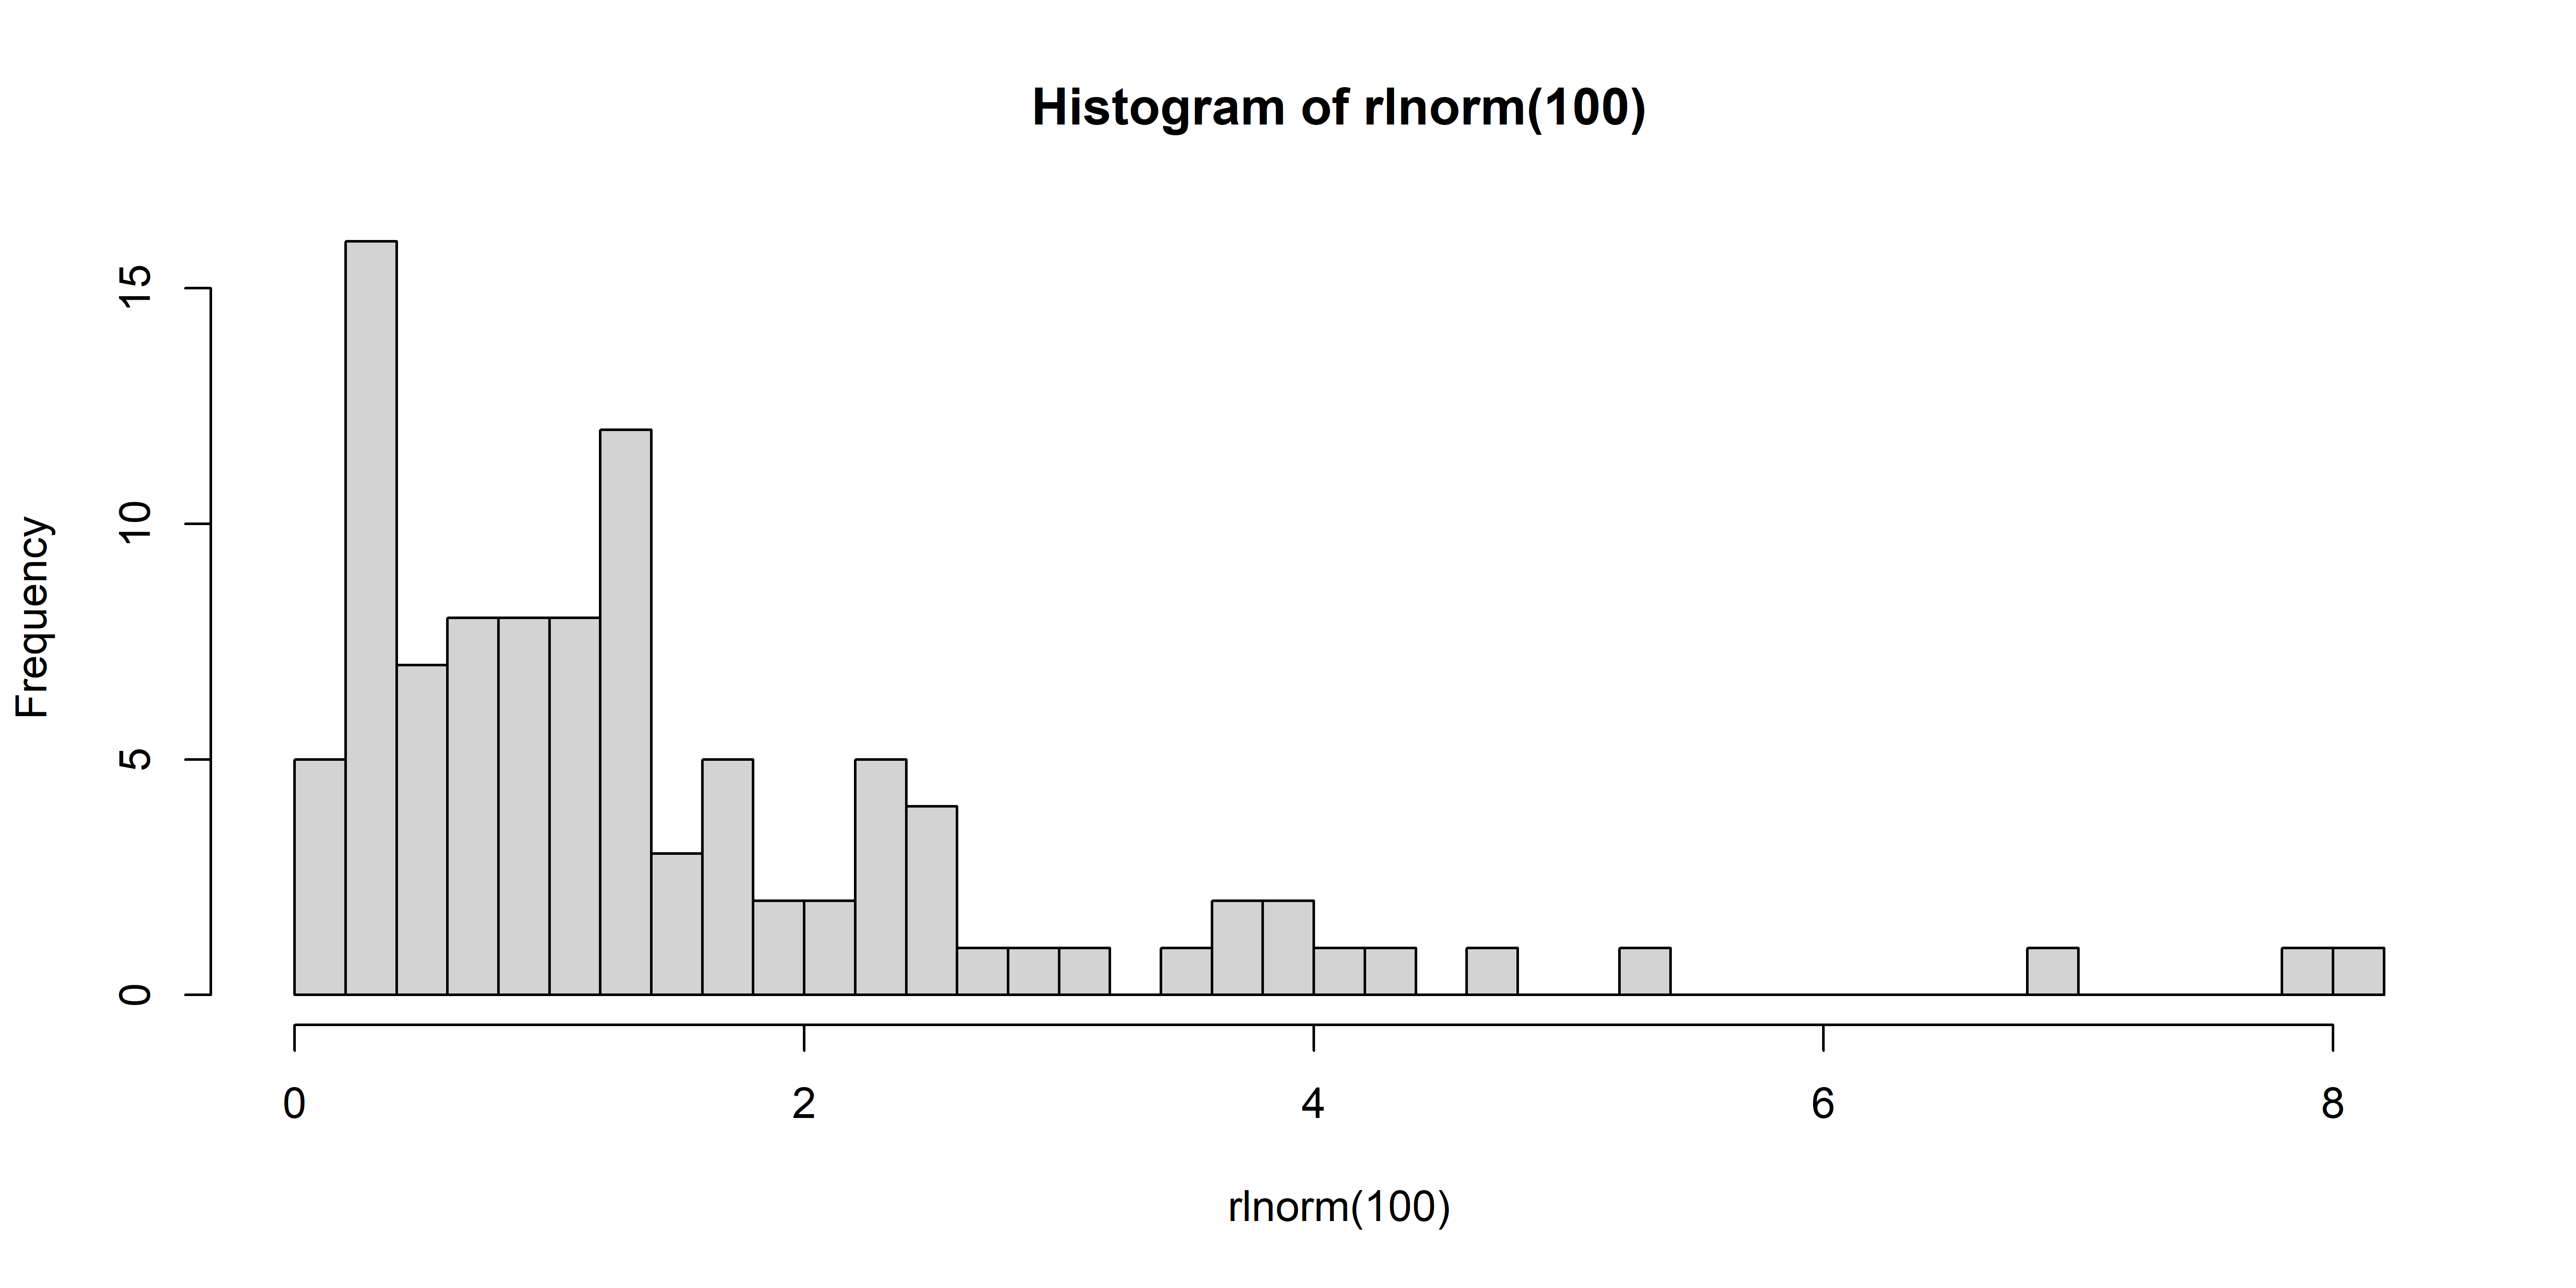 Histogram of rlnorm(100)
Frequency
15
10
5
0
0 2 4 6 8
rlnorm(100)